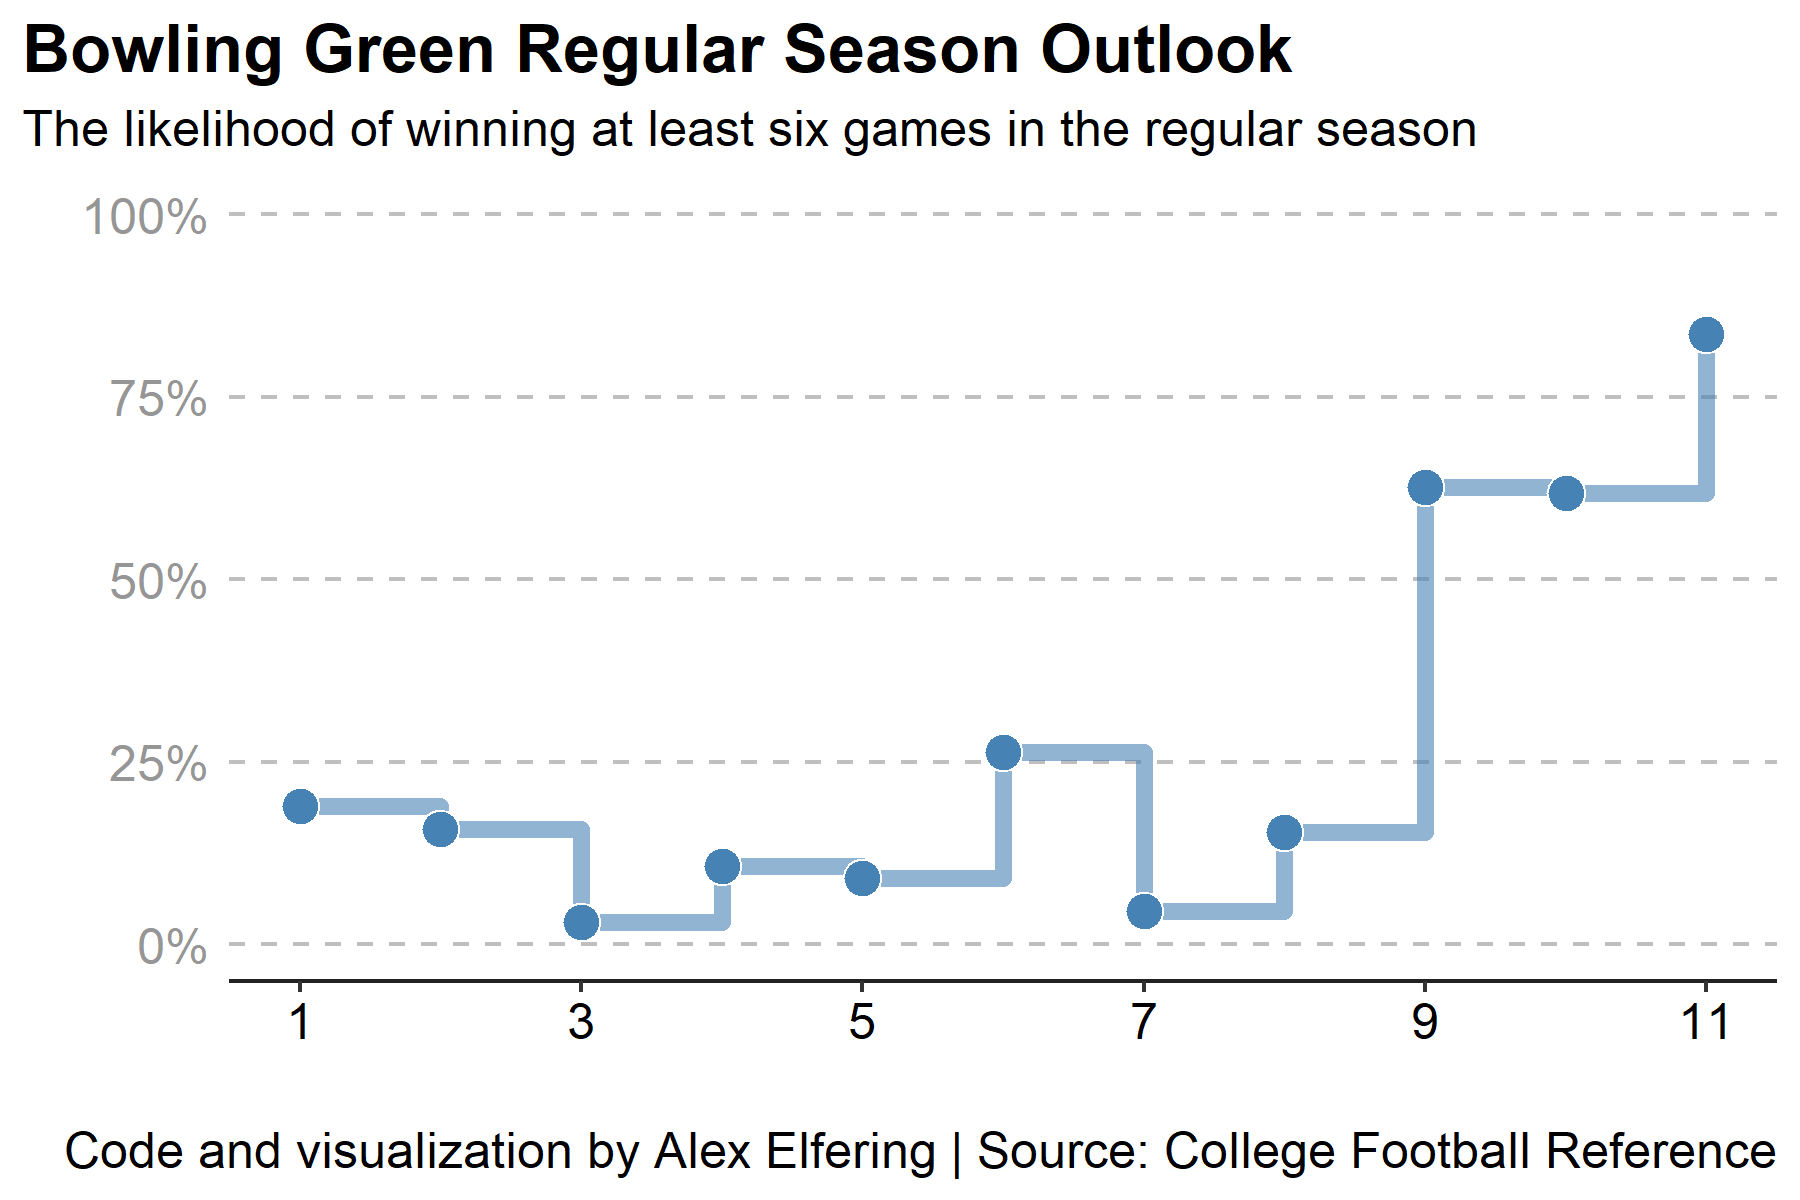 Bowling Green Regular Season Outlook
The likelihood of winning at least six games in the regular season
100%
75%
50%
25%
0%
1 3 5 7 9 11
Code and visualization by Alex Elfering | Source: College Football Reference